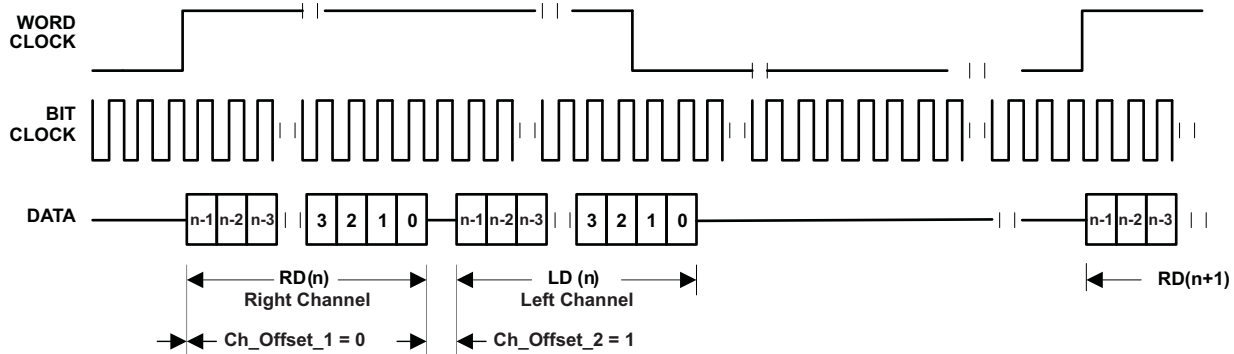 WORD
CLOCK
BIT
CLOCK
DATA
n-1 n-2 n-3 3 2 1 0 n-1 n-2 n-3 3 2 1 0 n-1 n-2 n-3
RD(n) LD (n) RD(n+1)
Right Channel Left Channel
Ch_Offset_1 = 0 Ch_Offset_2 = 1